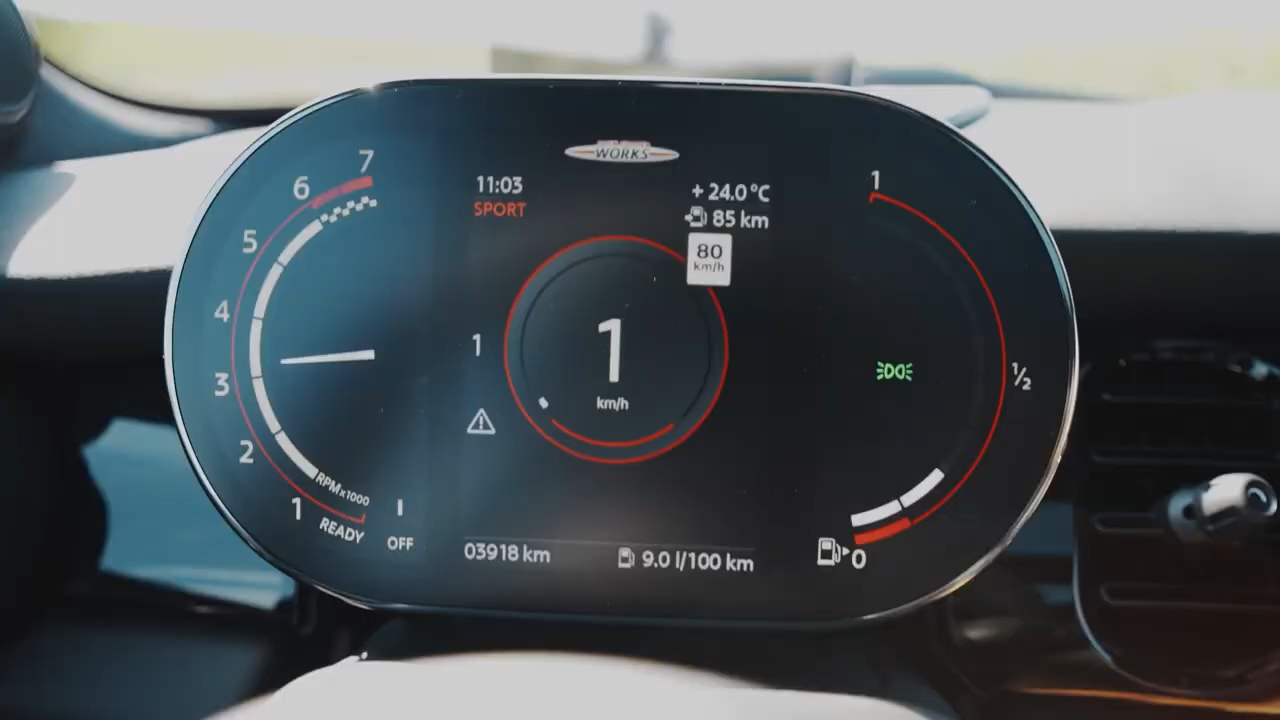 WORKS
7
6
5
4
3
2
1
RPMx1000
READY
OFF
11:03
SPORT
+ 24.0 °C
85 km
80
km/h
1
1
km/h
03918 km
9.0 l/100 km
1
½
0